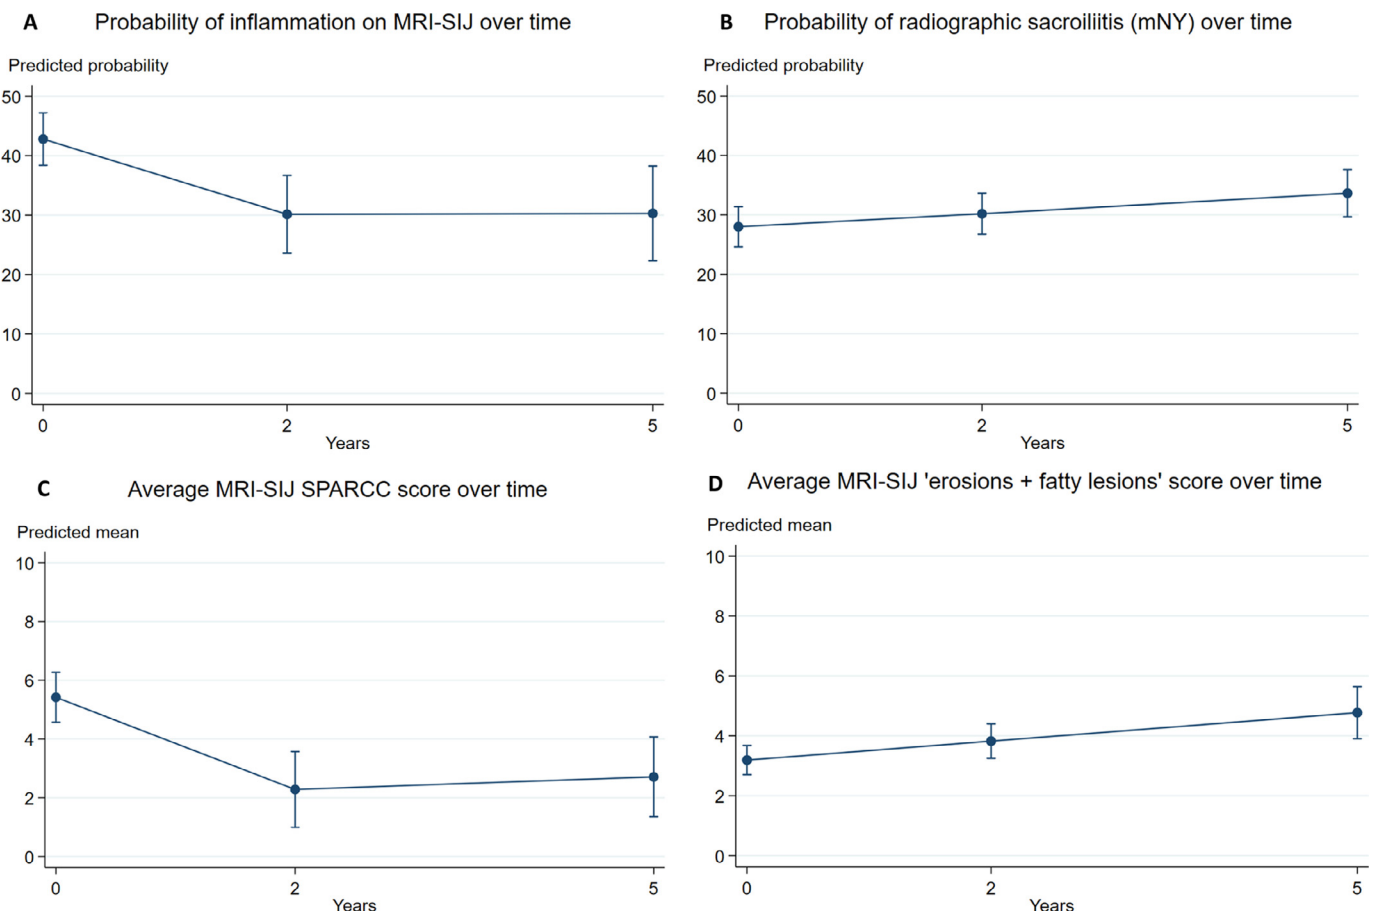 A Probability of inflammation on MRI-SIJ over time
Predicted probability
50
40
30
20
10
0
0 2 5
Years
B Probability of radiographic sacroiliitis (mNY) over time
Predicted probability
50
40
30
20
10
0
0 2 5
Years
C Average MRI-SIJ SPARCC score over time
Predicted mean
10
8
6
4
2
0
0 2 5
Years
D Average MRI-SIJ 'erosions + fatty lesions' score over time
Predicted mean
10
8
6
4
2
0
0 2 5
Years